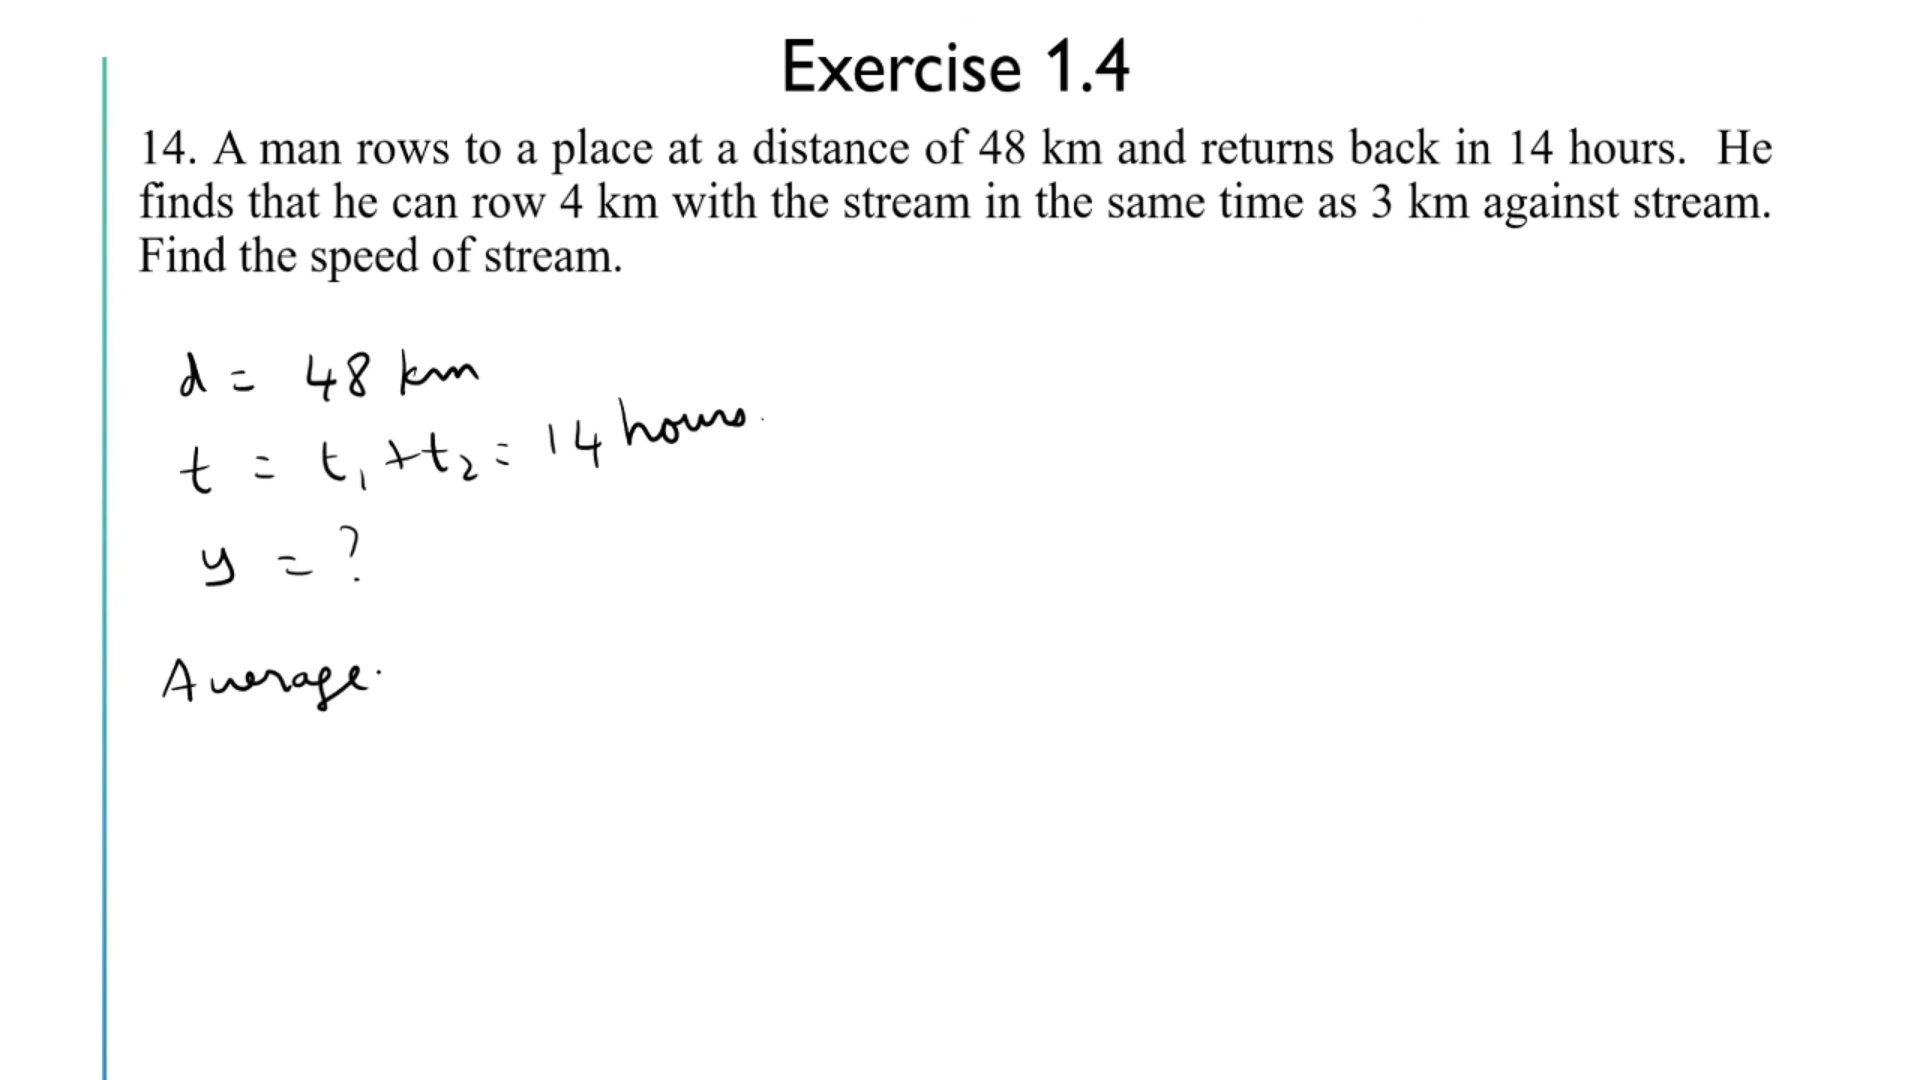 Exercise 1.4
14. A man rows to a place at a distance of 48 km and returns back in 14 hours. He
finds that he can row 4 km with the stream in the same time as 3 km against stream.
Find the speed of stream.
d = 48 km
t = t₁ + t₂ = 14 hours.
y = ?
Average.